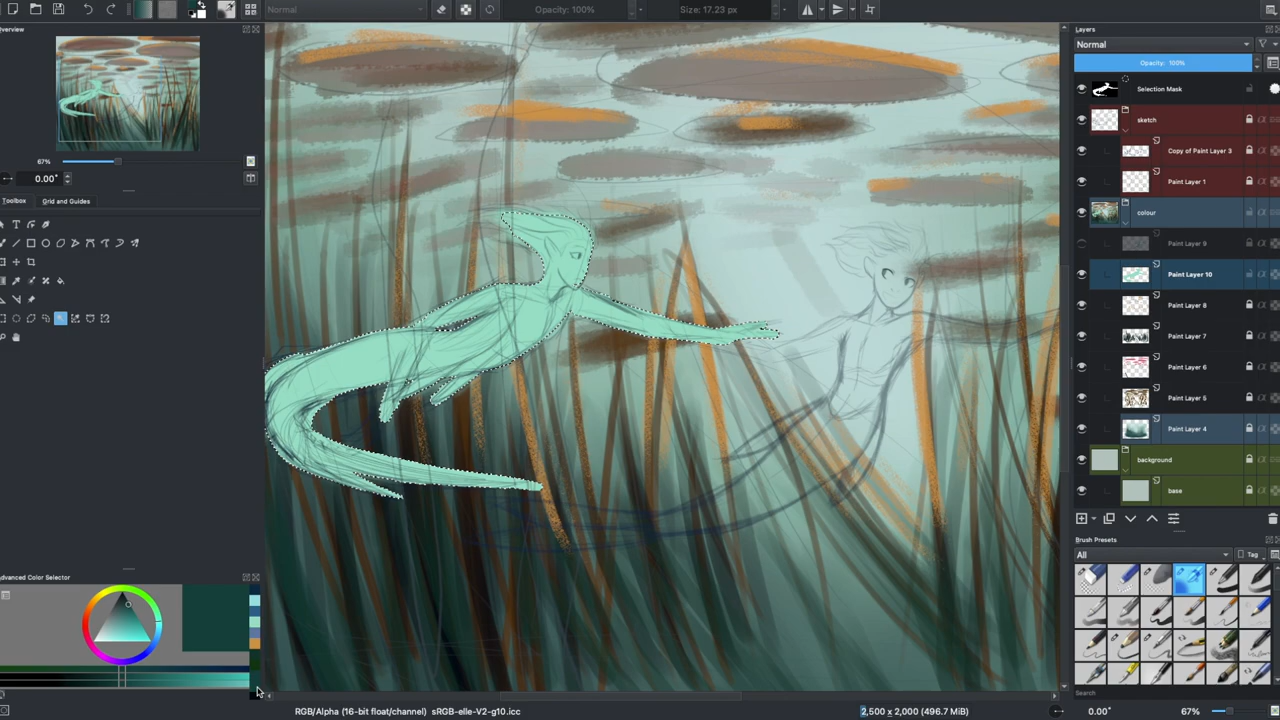 Normal
Opacity: 100%
Size: 17.23 px
verview
67%
0.00°
Toolbox
Grid and Guides
dvanced Color Selector
Layers
Normal
Opacity: 100%
Selection Mask
sketch
Copy of Paint Layer 3
Paint Layer 1
colour
Paint Layer 9
Paint Layer 10
Paint Layer 8
Paint Layer 7
Paint Layer 6
Paint Layer 5
Paint Layer 4
background
base
Brush Presets
All
Tag
Search
RGB/Alpha (16-bit float/channel) sRGB-elle-V2-g10.icc
2,500 x 2,000 (496.7 MiB)
0.00°
67%